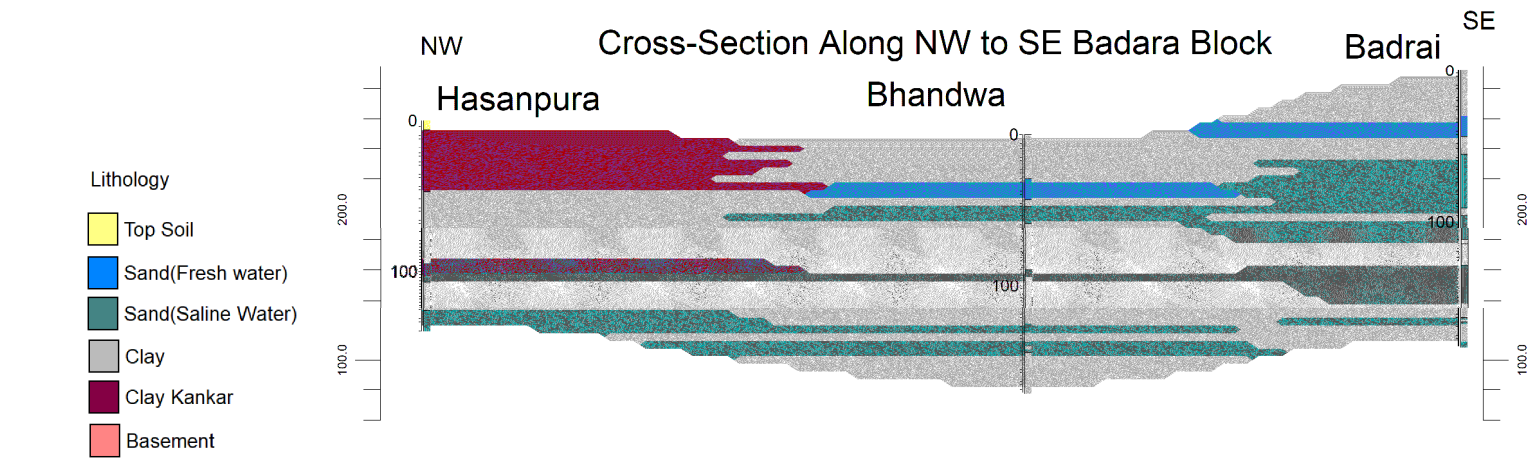 SE
NW
Cross-Section Along NW to SE Badara Block
Badrai
Hasanpura
Bhandwa
0
0
0
Lithology
Top Soil
Sand(Fresh water)
Sand(Saline Water)
Clay
Clay Kankar
Basement
200.0
100.0
100
100
100
100
200.0
100.0